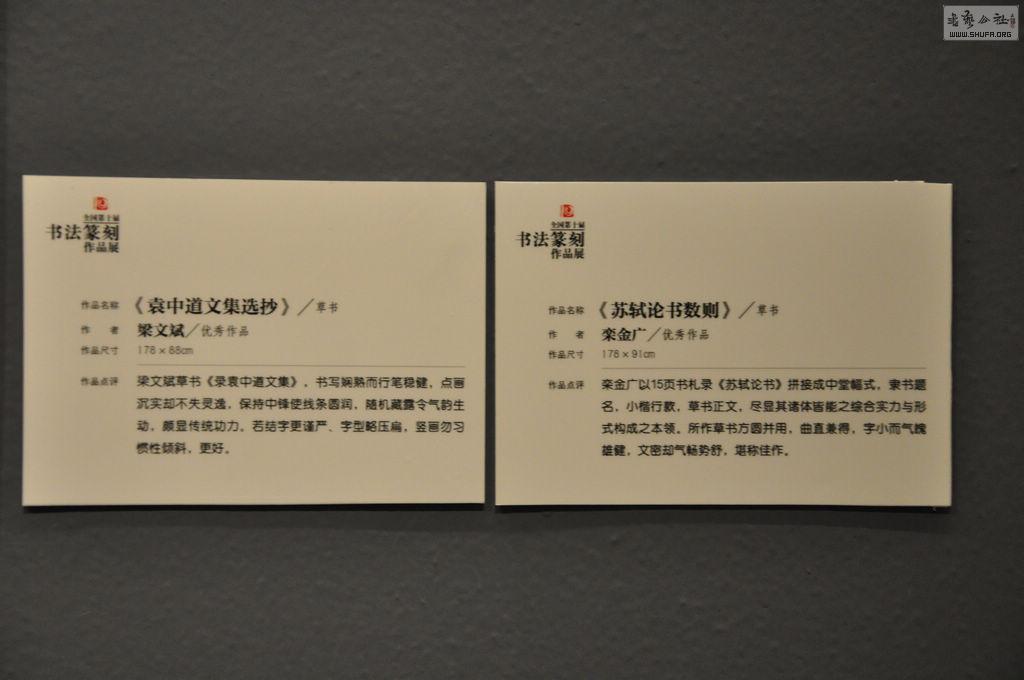 书艺公社
WWW.SHUFA.ORG
全国第十届
书法篆刻
作品展
作品名称 《袁中道文集选抄》／草书
作 者 梁文斌／优秀作品
作品尺寸 178×88cm
作品点评 梁文斌草书《录袁中道文集》，书写娴熟而行笔稳健，点画
沉实却不失灵逸，保持中锋使线条圆润，随机藏露令气韵生
动，颇显传统功力。若结字更谨严、字型略压扁，竖画勿习
惯性倾斜，更好。
全国第十届
书法篆刻
作品展
作品名称 《苏轼论书数则》／草书
作 者 栾金广／优秀作品
作品尺寸 178×91cm
作品点评 栾金广以15页书札录《苏轼论书》拼接成中堂幅式，隶书题
名，小楷行款，草书正文，尽显其诸体皆能之综合实力与形
式构成之本领。所作草书方圆并用，曲直兼得，字小而气魄
雄健，文密却气畅势舒，堪称佳作。